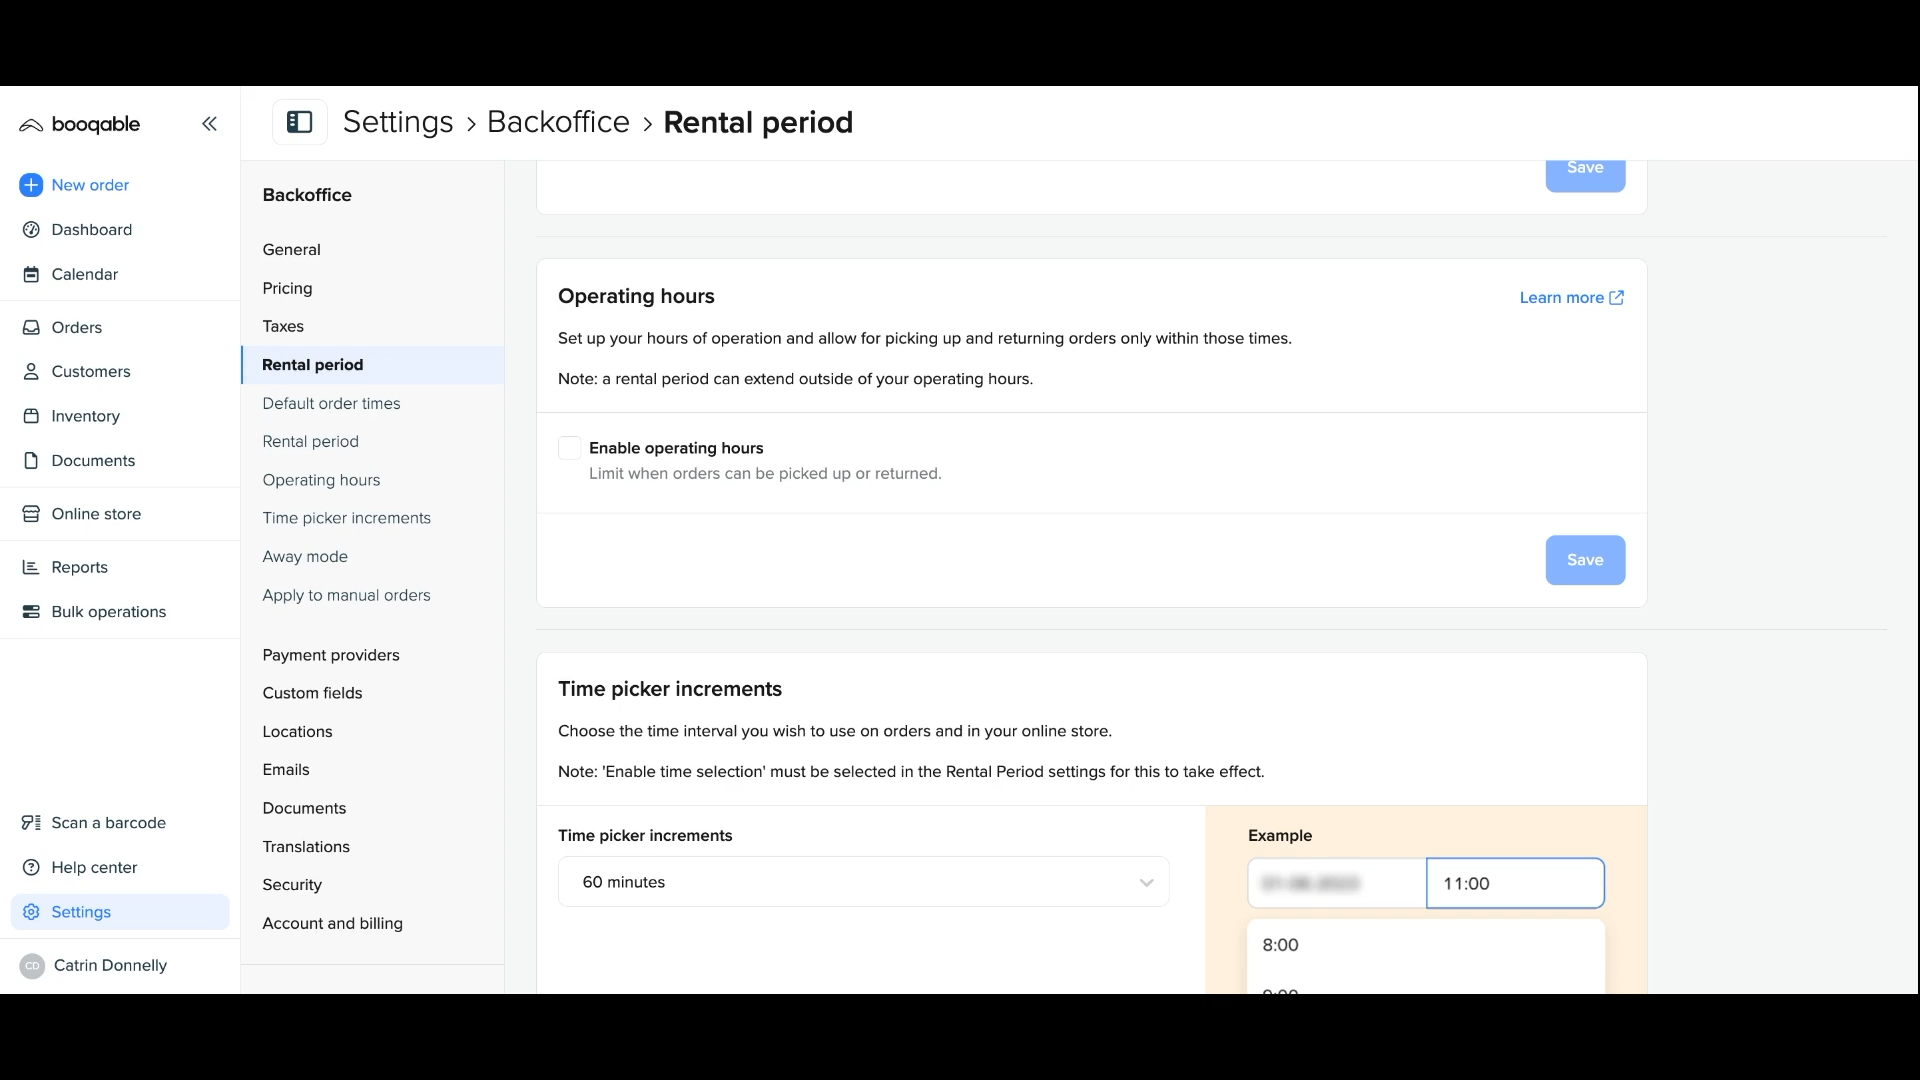 booqable
New order
Dashboard
Calendar
Orders
Customers
Inventory
Documents
Online store
Reports
Bulk operations
Scan a barcode
Help center
Settings
CD Catrin Donnelly
Settings > Backoffice > Rental period
Backoffice
General
Pricing
Taxes
Rental period
Default order times
Rental period
Operating hours
Time picker increments
Away mode
Apply to manual orders
Payment providers
Custom fields
Locations
Emails
Documents
Translations
Security
Account and billing
Save
Operating hours
Learn more
Set up your hours of operation and allow for picking up and returning orders only within those times.
Note: a rental period can extend outside of your operating hours.
Enable operating hours
Limit when orders can be picked up or returned.
Save
Time picker increments
Choose the time interval you wish to use on orders and in your online store.
Note: 'Enable time selection' must be selected in the Rental Period settings for this to take effect.
Time picker increments
60 minutes
Example
11:00
8:00